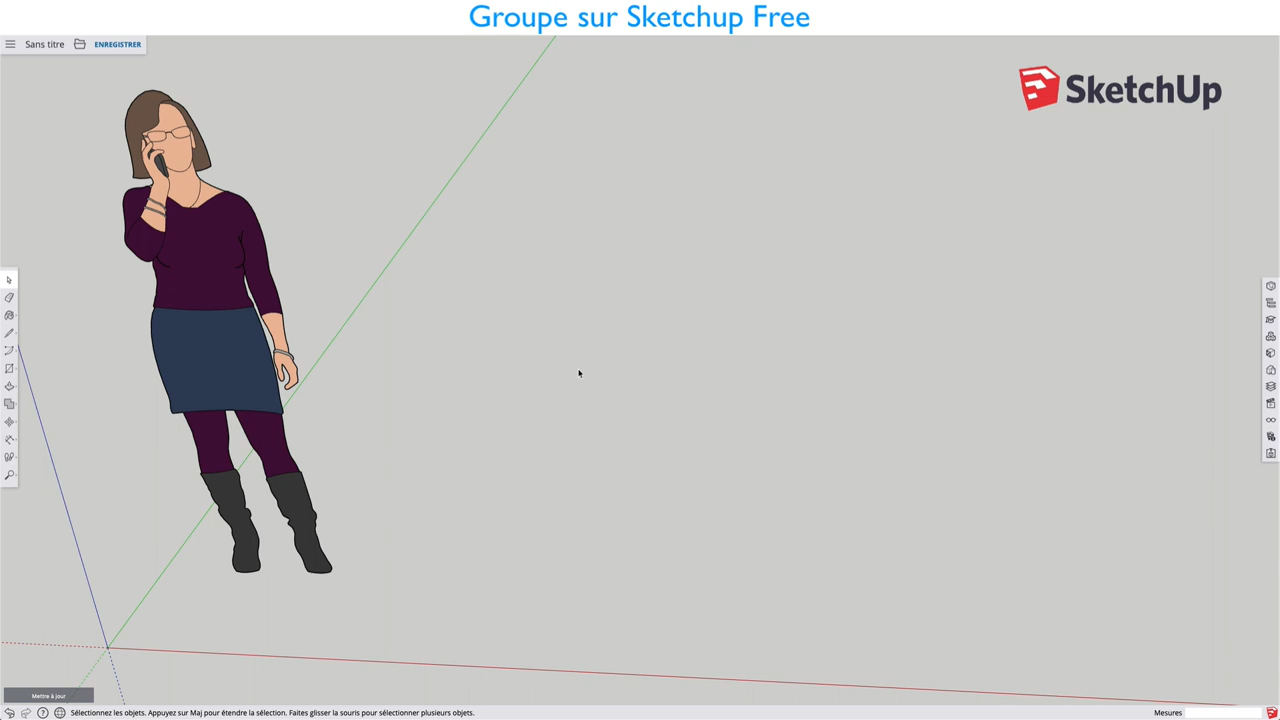 Groupe sur Sketchup Free
Sans titre
ENREGISTRER
SketchUp
Mettre à jour
Sélectionnez les objets. Appuyez sur Maj pour étendre la sélection. Faites glisser la souris pour sélectionner plusieurs objets.
Mesures